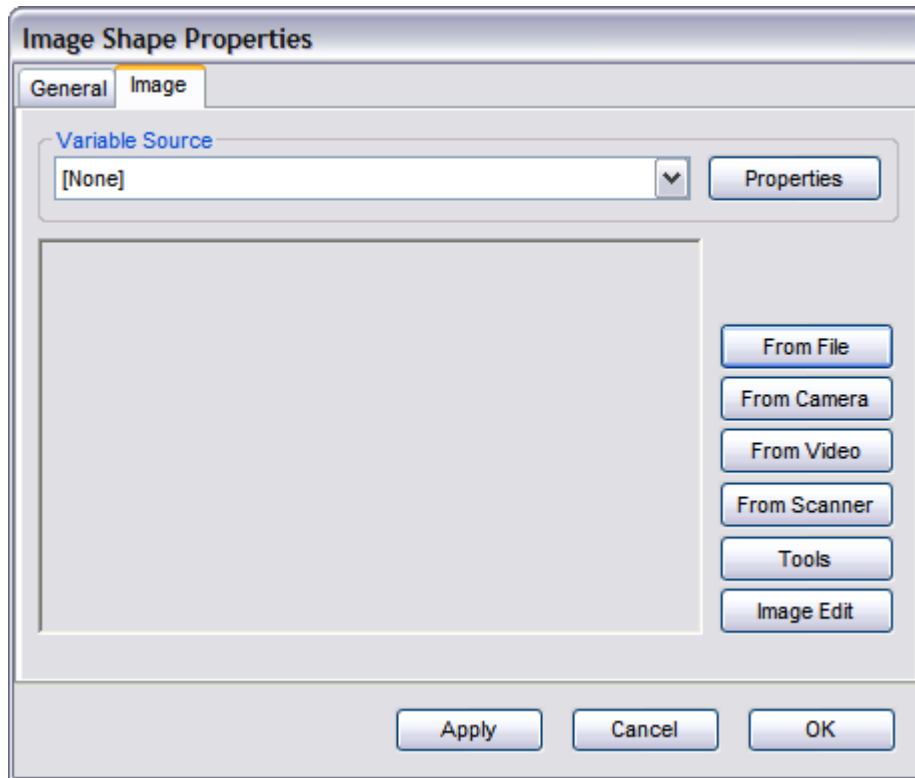 Image Shape Properties
General Image
Variable Source
[None] Properties
From File
From Camera
From Video
From Scanner
Tools
Image Edit
Apply Cancel OK